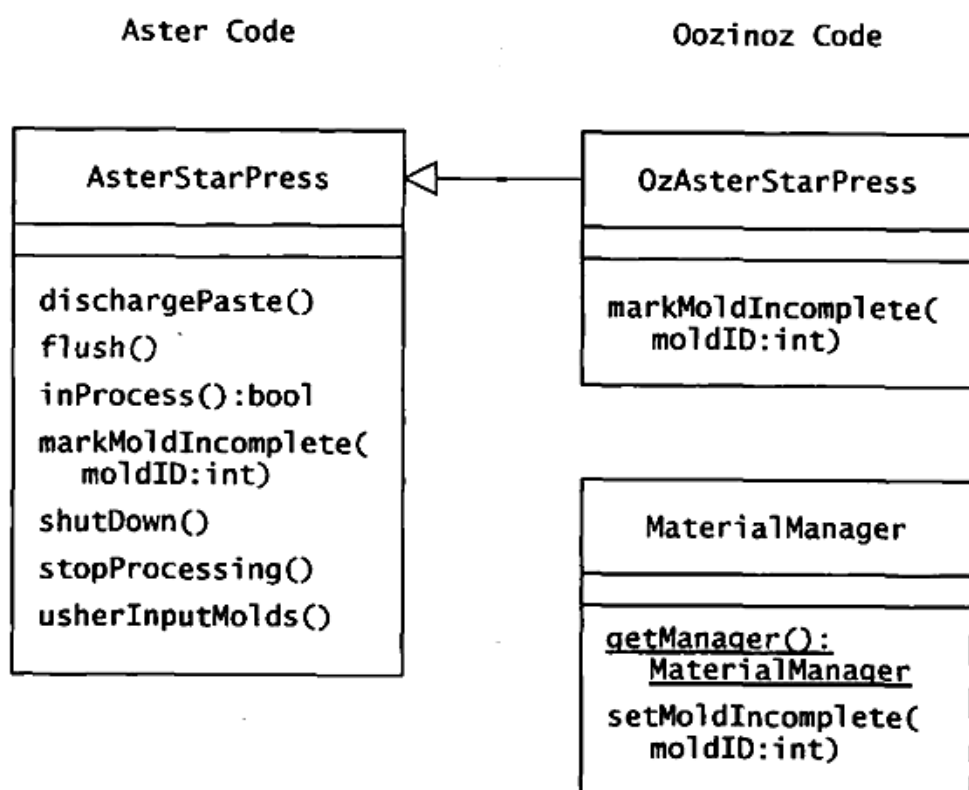 Aster Code
Oozinoz Code
AsterStarPress
dischargePaste()
flush()
inProcess():bool
markMoldIncomplete(
moldID:int)
shutDown()
stopProcessing()
usherInputMolds()
OzAsterStarPress
markMoldIncomplete(
moldID:int)
MaterialManager
getManager():
MaterialManager
setMoldIncomplete(
moldID:int)